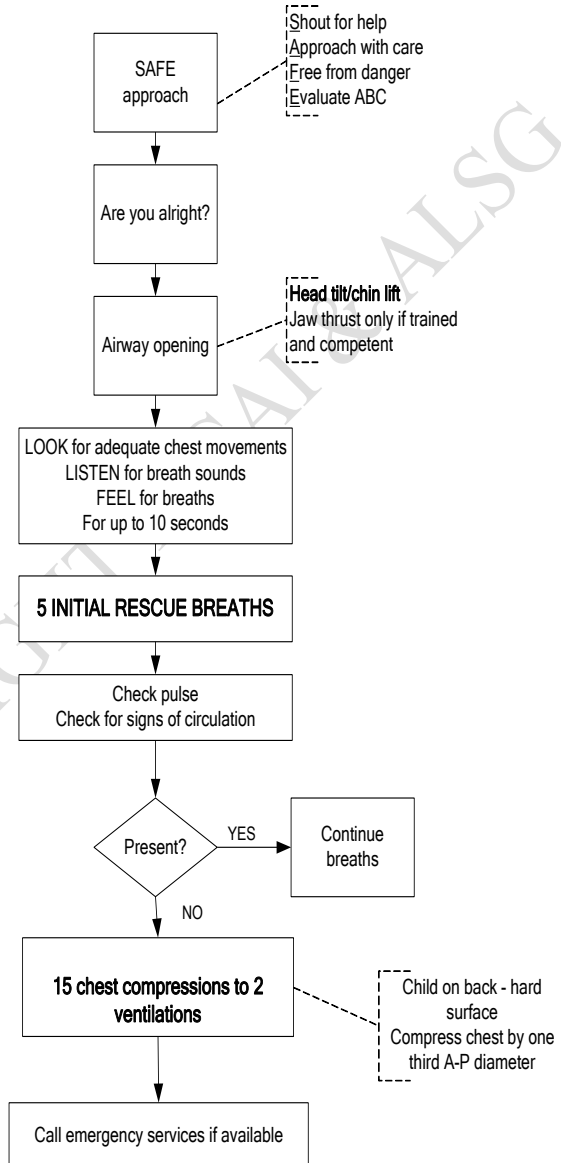 SAFE
approach
Shout for help
Approach with care
Free from danger
Evaluate ABC
Are you alright?
Airway opening
Head tilt/chin lift
Jaw thrust only if trained
and competent
LOOK for adequate chest movements
LISTEN for breath sounds
FEEL for breaths
For up to 10 seconds
5 INITIAL RESCUE BREATHS
Check pulse
Check for signs of circulation
Present?
YES
Continue
breaths
NO
15 chest compressions to 2
ventilations
Child on back - hard
surface
Compress chest by one
third A-P diameter
Call emergency services if available
& ALSG